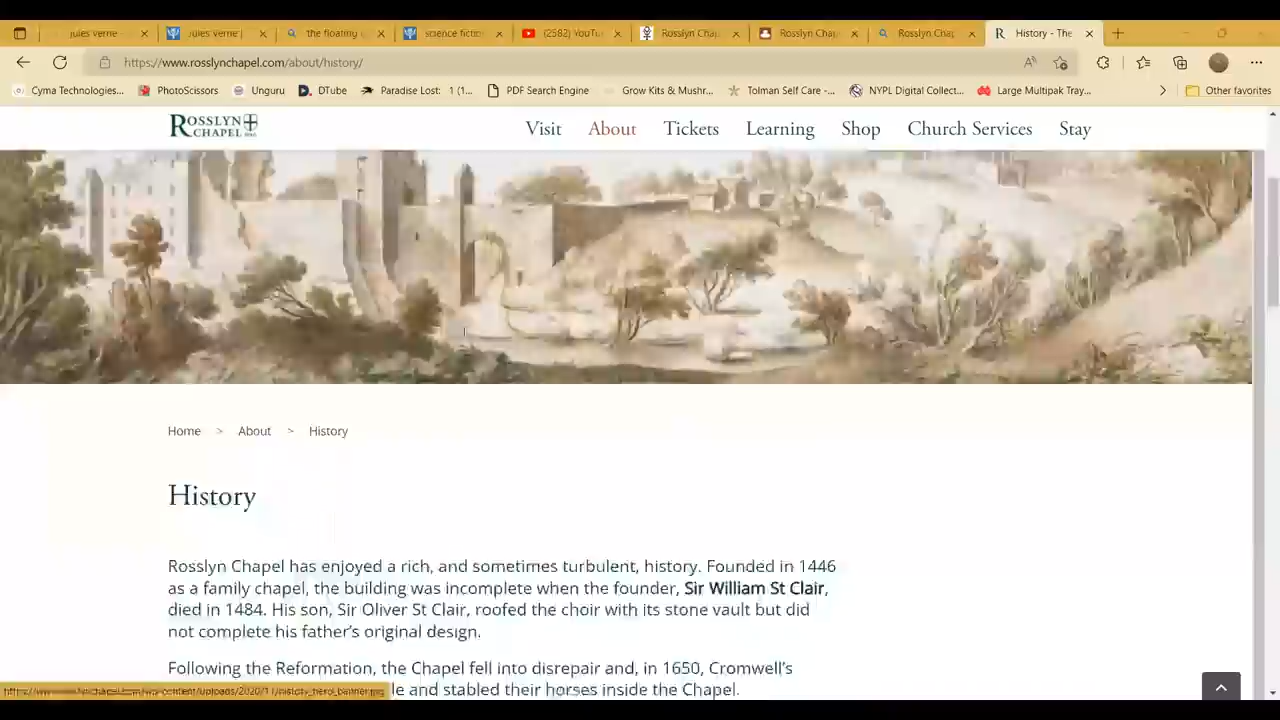 jules verne -
Jules Verne |
the floating
science fictio
(2582) YouTu
Rosslyn Chap
Rosslyn Chap
Rosslyn Chap
History - The
https://www.rosslynchapel.com/about/history/
Cyma Technologies...
PhotoScissors
Unguru
DTube
Paradise Lost: 1 (1...
PDF Search Engine
Grow Kits & Mushr...
Tolman Self Care -...
NYPL Digital Collect...
Large Multipak Tray...
Other favorites
ROSSLYN
CHAPEL
Visit About Tickets Learning Shop Church Services Stay
Home > About > History
History
Rosslyn Chapel has enjoyed a rich, and sometimes turbulent, history. Founded in 1446
as a family chapel, the building was incomplete when the founder, Sir William St Clair,
died in 1484. His son, Sir Oliver St Clair, roofed the choir with its stone vault but did
not complete his father's original design.
Following the Reformation, the Chapel fell into disrepair and, in 1650, Cromwell's
le and stabled their horses inside the Chapel.